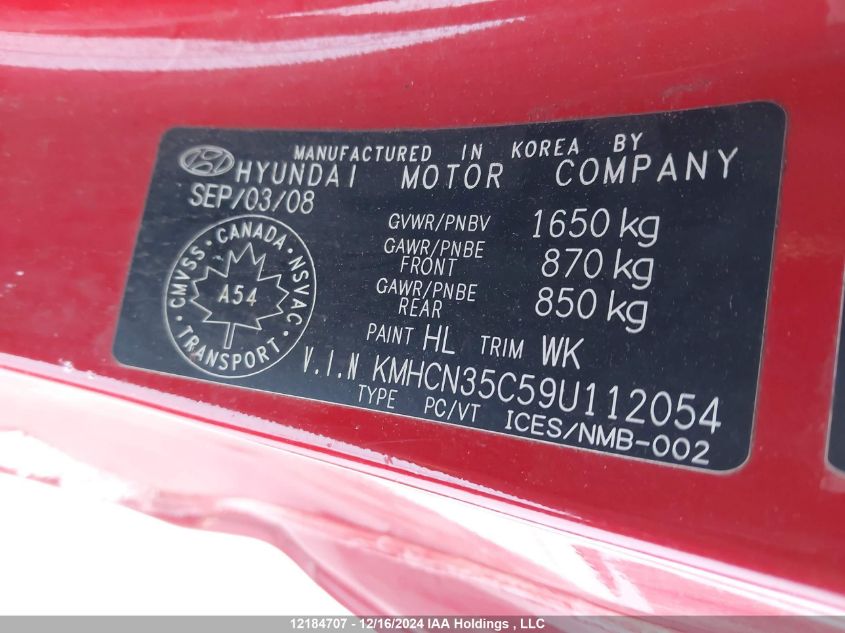 MANUFACTURED IN KOREA BY
HYUNDAI MOTOR COMPANY
SEP/03/08
GVWR/PNBV 1650 kg
GAWR/PNBE FRONT 870 kg
GAWR/PNBE REAR 850 kg
CMVSS · CANADA · NSVAC · TRANSPORT ·
A54
PAINT HL TRIM WK
V.I.N KMHCN35C59U112054
TYPE PC/VT ICES/NMB-002
12184707 - 12/16/2024 IAA Holdings , LLC